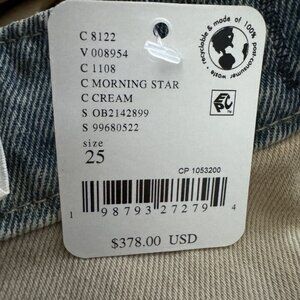 C 8122
V 008954
C 1108
C MORNING STAR
C CREAM
S OB2142899
S 99680522
size
25
CP 1053200
1 98793 27279 4
$378.00 USD
recyclable & made of 100% post-consumer waste